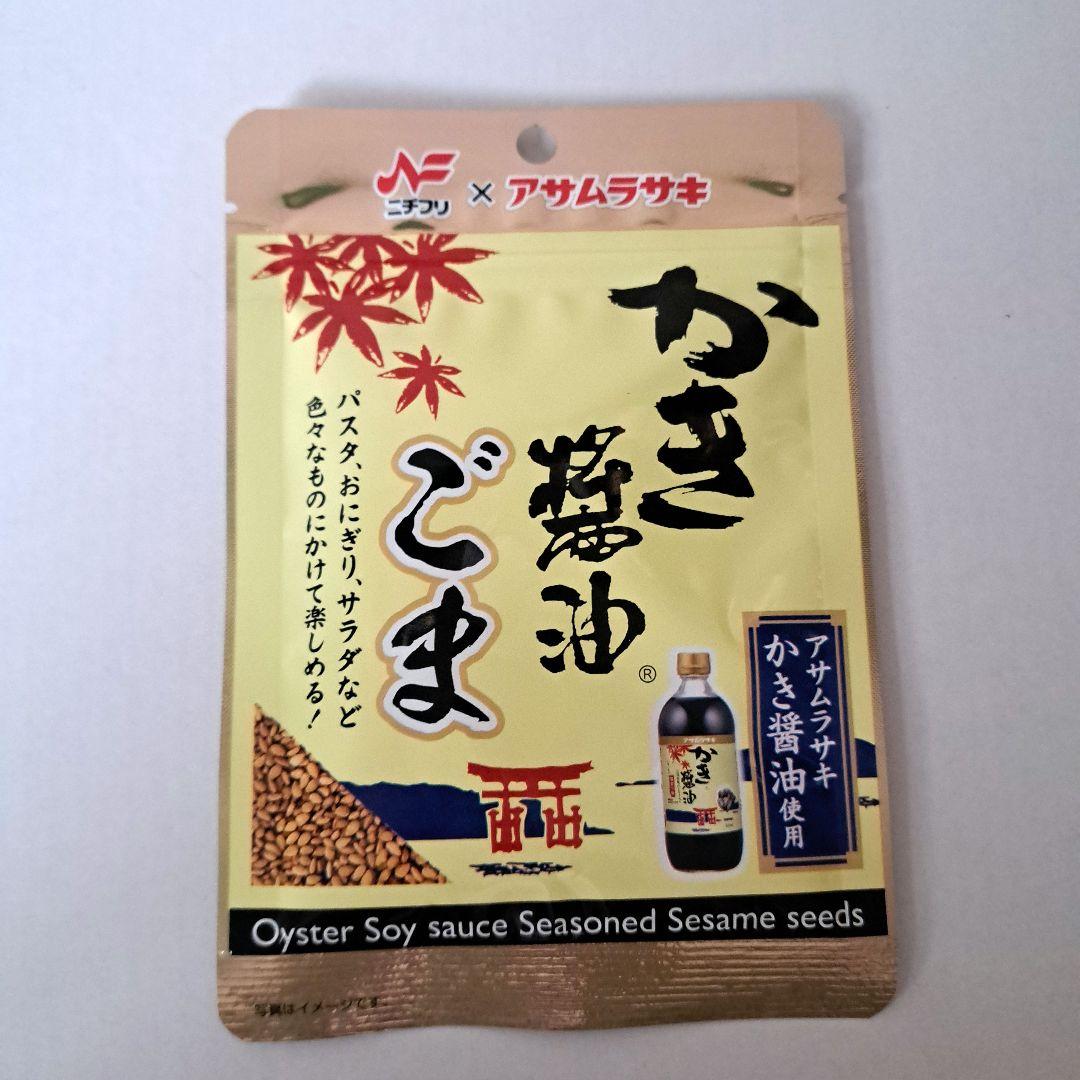 ニチフリ × アサムラサキ
かき
醬油®
ごま
パスタ、おにぎり、サラダなど
色々なものにかけて楽しめる！
アサムラサキ
かき醤油使用
アサムラサキ
かき
醬油
Oyster Soy sauce Seasoned Sesame seeds
写真はイメージです